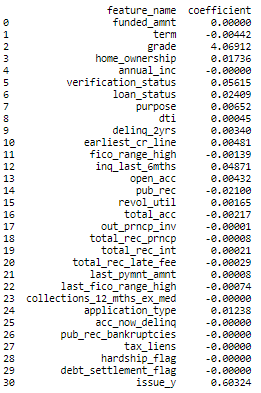 feature_name coefficient
0 funded_amnt 0.00000
1 term -0.00442
2 grade 4.06912
3 home_ownership 0.01736
4 annual_inc -0.00000
5 verification_status 0.05615
6 loan_status 0.02409
7 purpose 0.00652
8 dti 0.00045
9 delinq_2yrs 0.00340
10 earliest_cr_line 0.00481
11 fico_range_high -0.00139
12 inq_last_6mths 0.04871
13 open_acc 0.00432
14 pub_rec -0.02100
15 revol_util 0.00165
16 total_acc -0.00217
17 out_prncp_inv -0.00001
18 total_rec_prncp -0.00008
19 total_rec_int 0.00021
20 total_rec_late_fee -0.00029
21 last_pymnt_amnt 0.00008
22 last_fico_range_high -0.00074
23 collections_12_mths_ex_med -0.00000
24 application_type 0.01238
25 acc_now_delinq -0.00000
26 pub_rec_bankruptcies -0.00000
27 tax_liens -0.00000
28 hardship_flag -0.00000
29 debt_settlement_flag -0.00000
30 issue_y 0.60324